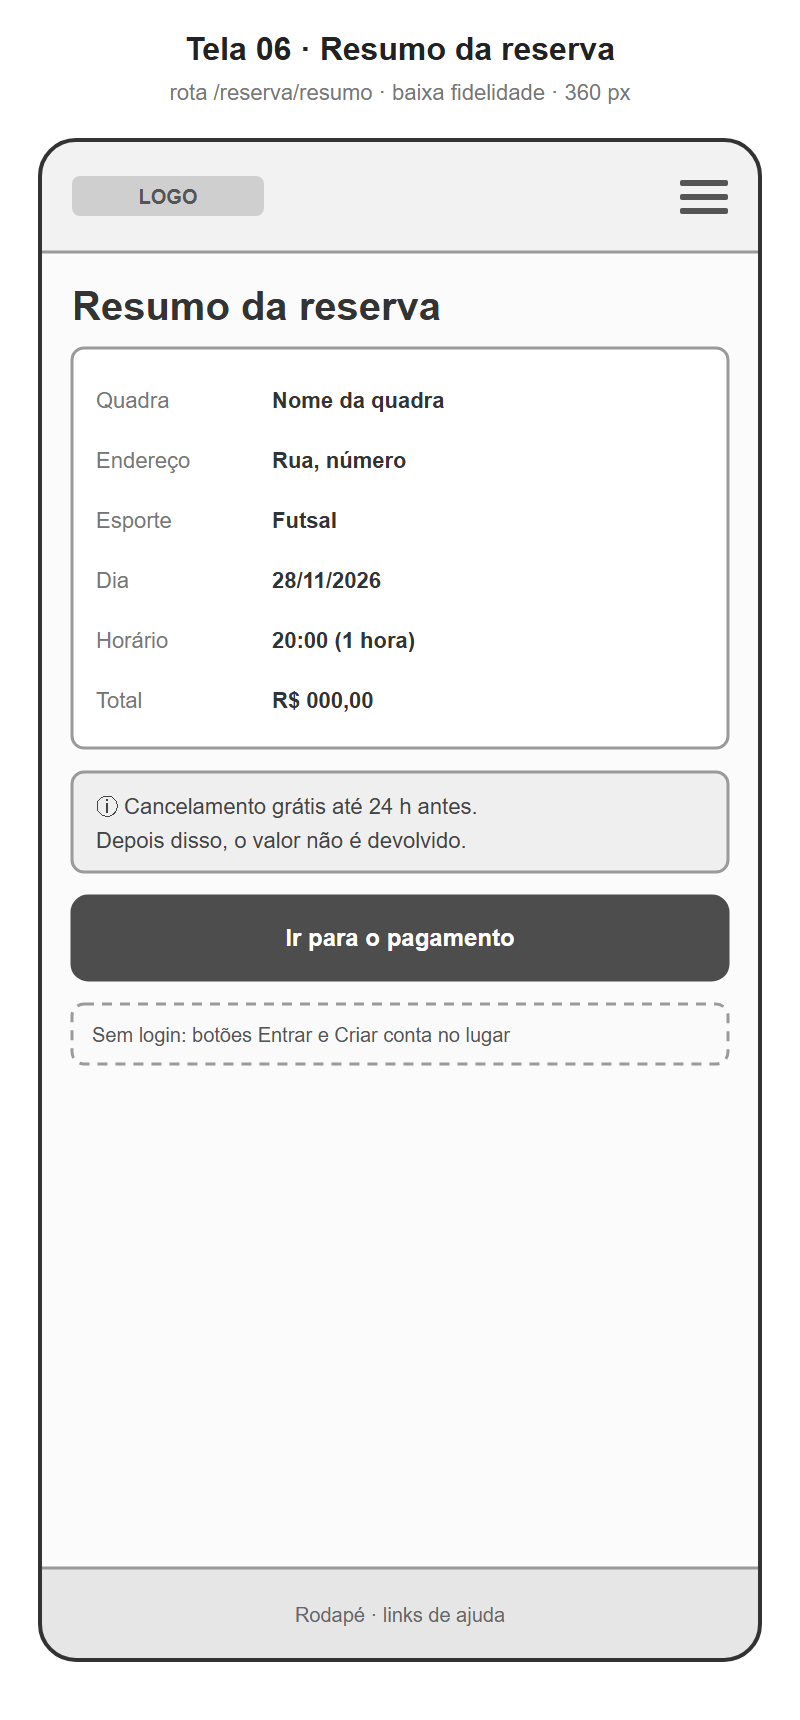 Tela 06 · Resumo da reserva
rota /reserva/resumo · baixa fidelidade · 360 px
LOGO
Resumo da reserva
Quadra Nome da quadra
Endereço Rua, número
Esporte Futsal
Dia 28/11/2026
Horário 20:00 (1 hora)
Total R$ 000,00
ⓘ Cancelamento grátis até 24 h antes.
Depois disso, o valor não é devolvido.
Ir para o pagamento
Sem login: botões Entrar e Criar conta no lugar
Rodapé · links de ajuda